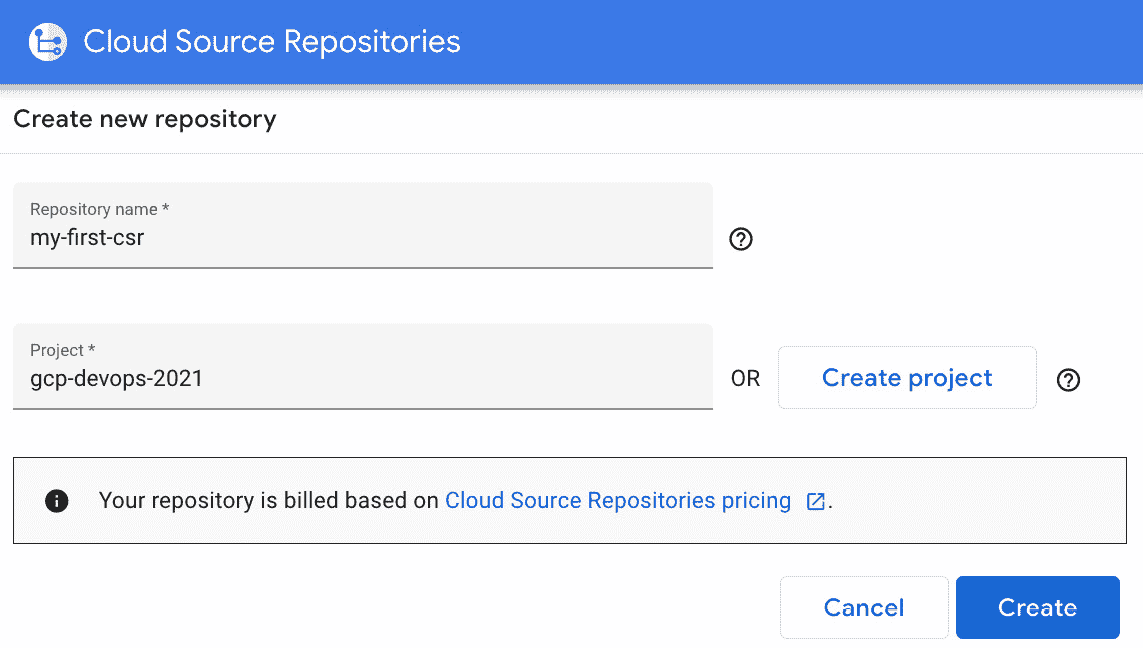 Cloud Source Repositories
Create new repository
Repository name *
my-first-csr
Project *
gcp-devops-2021
OR
Create project
Your repository is billed based on Cloud Source Repositories pricing .
Cancel
Create